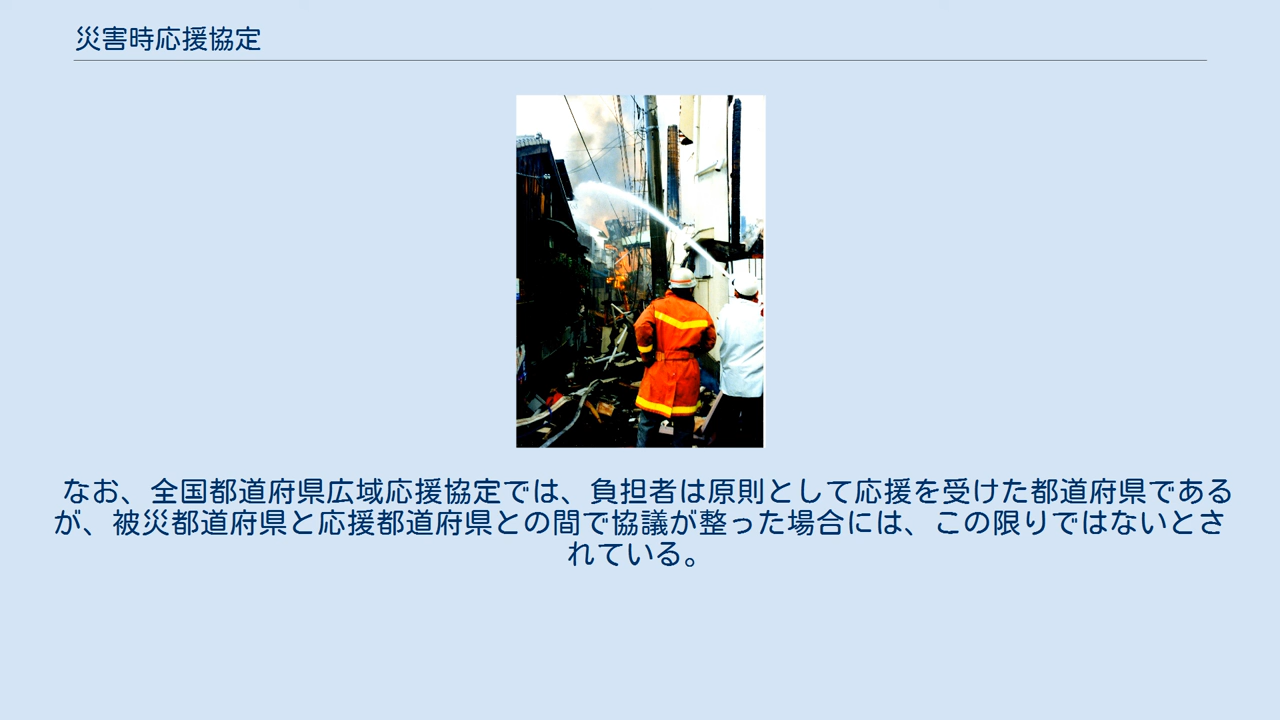 災害時応援協定
なお、全国都道府県広域応援協定では、負担者は原則として応援を受けた都道府県である
が、被災都道府県と応援都道府県との間で協議が整った場合には、この限りではないとさ
れている。